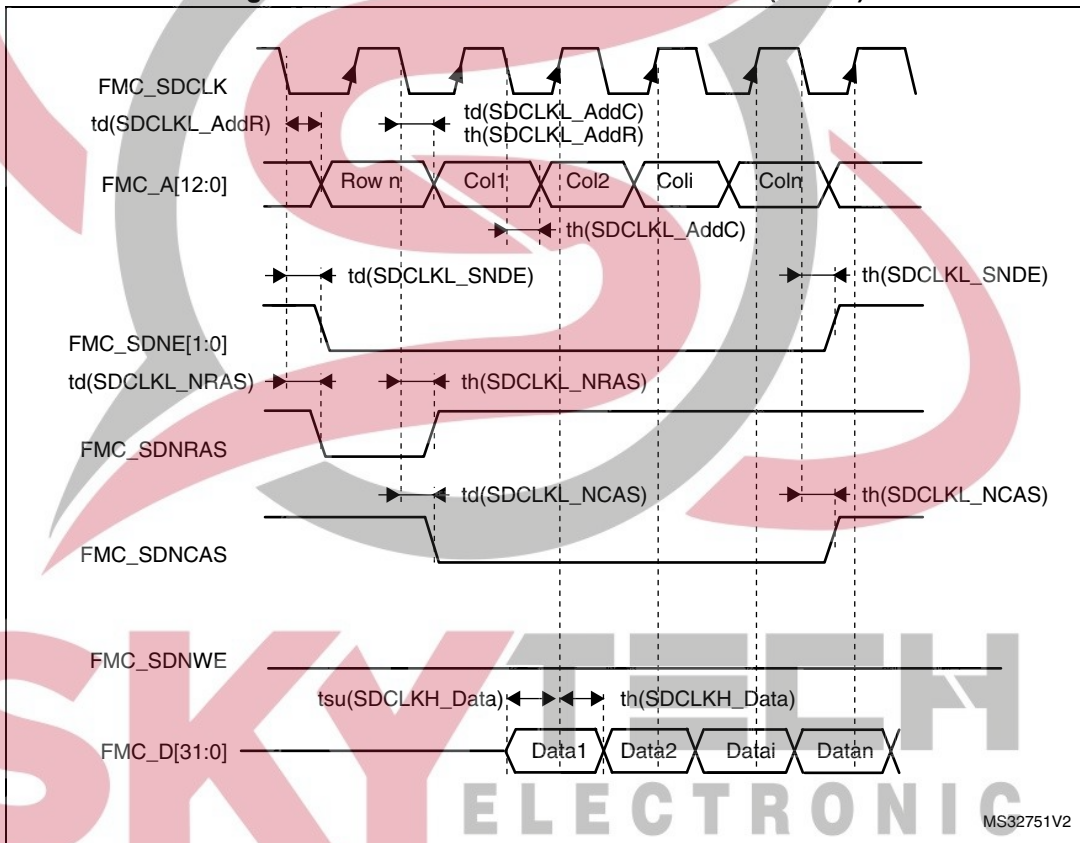 FMC_SDCLK
td(SDCLKL_AddR)
td(SDCLKL_AddC)
th(SDCLKL_AddR)
FMC_A[12:0]
Row n
Col1
Col2
Coli
Coln
th(SDCLKL_AddC)
td(SDCLKL_SNDE)
th(SDCLKL_SNDE)
FMC_SDNE[1:0]
td(SDCLKL_NRAS)
th(SDCLKL_NRAS)
FMC_SDNRAS
td(SDCLKL_NCAS)
th(SDCLKL_NCAS)
FMC_SDNCAS
FMC_SDNWE
tsu(SDCLKH_Data)
th(SDCLKH_Data)
FMC_D[31:0]
Data1
Data2
Datai
Datan
SKYTECH
ELECTRONIC
MS32751V2